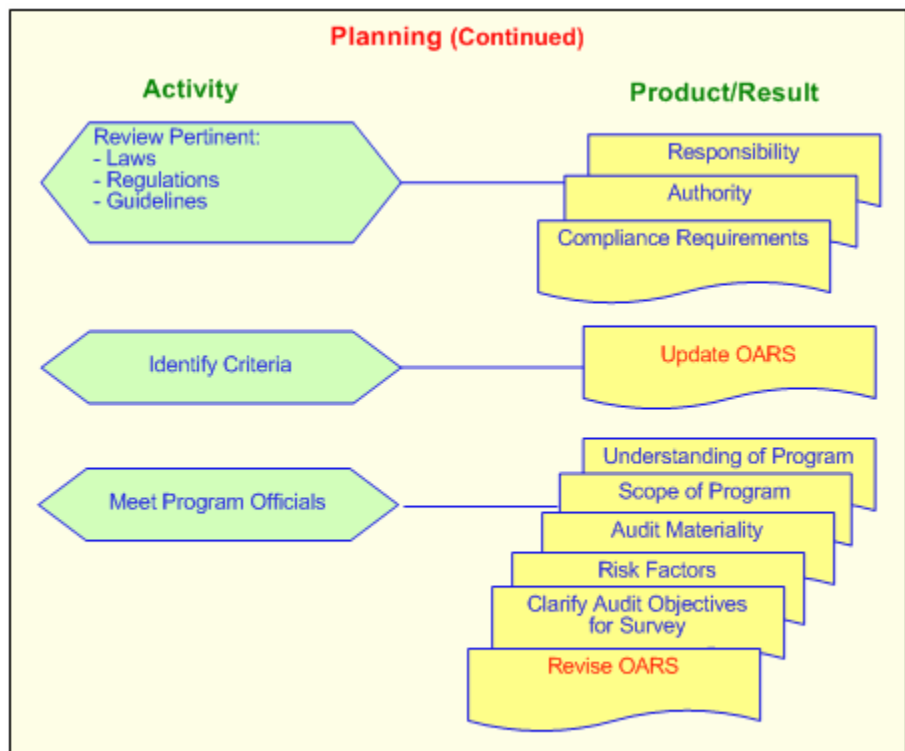 Planning (Continued)
Activity
Product/Result
Review Pertinent:
- Laws
- Regulations
- Guidelines
Responsibility
Authority
Compliance Requirements
Identify Criteria
Update OARS
Meet Program Officials
Understanding of Program
Scope of Program
Audit Materiality
Risk Factors
Clarify Audit Objectives
for Survey
Revise OARS